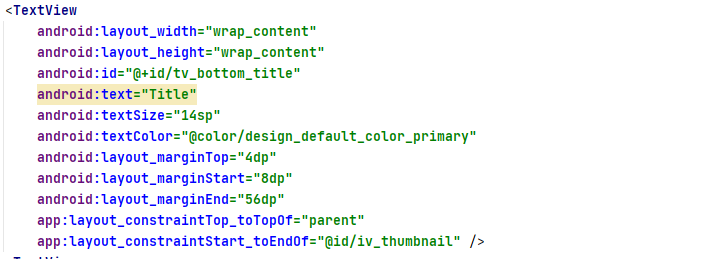 <TextView
android:layout_width="wrap_content"
android:layout_height="wrap_content"
android:id="@+id/tv_bottom_title"
android:text="Title"
android:textSize="14sp"
android:textColor="@color/design_default_color_primary"
android:layout_marginTop="4dp"
android:layout_marginStart="8dp"
android:layout_marginEnd="56dp"
app:layout_constraintTop_toTopOf="parent"
app:layout_constraintStart_toEndOf="@id/iv_thumbnail" />